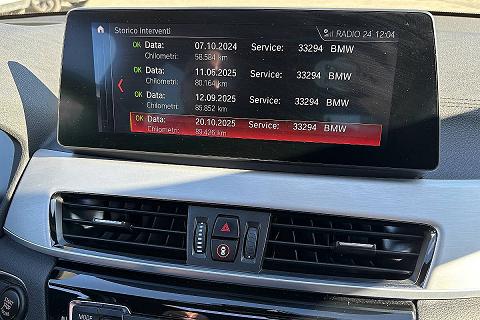 Storico interventi
RADIO 24 12:04
OK Data: 07.10.2024 Service: 33294 BMW
Chilometri: 58.584 km
OK Data: 11.06.2025 Service: 33294 BMW
Chilometri: 80.164 km
OK Data: 12.09.2025 Service: 33294 BMW
Chilometri: 85.852 km
OK Data: 20.10.2025 Service: 33294 BMW
Chilometri: 89.426 km
MODE